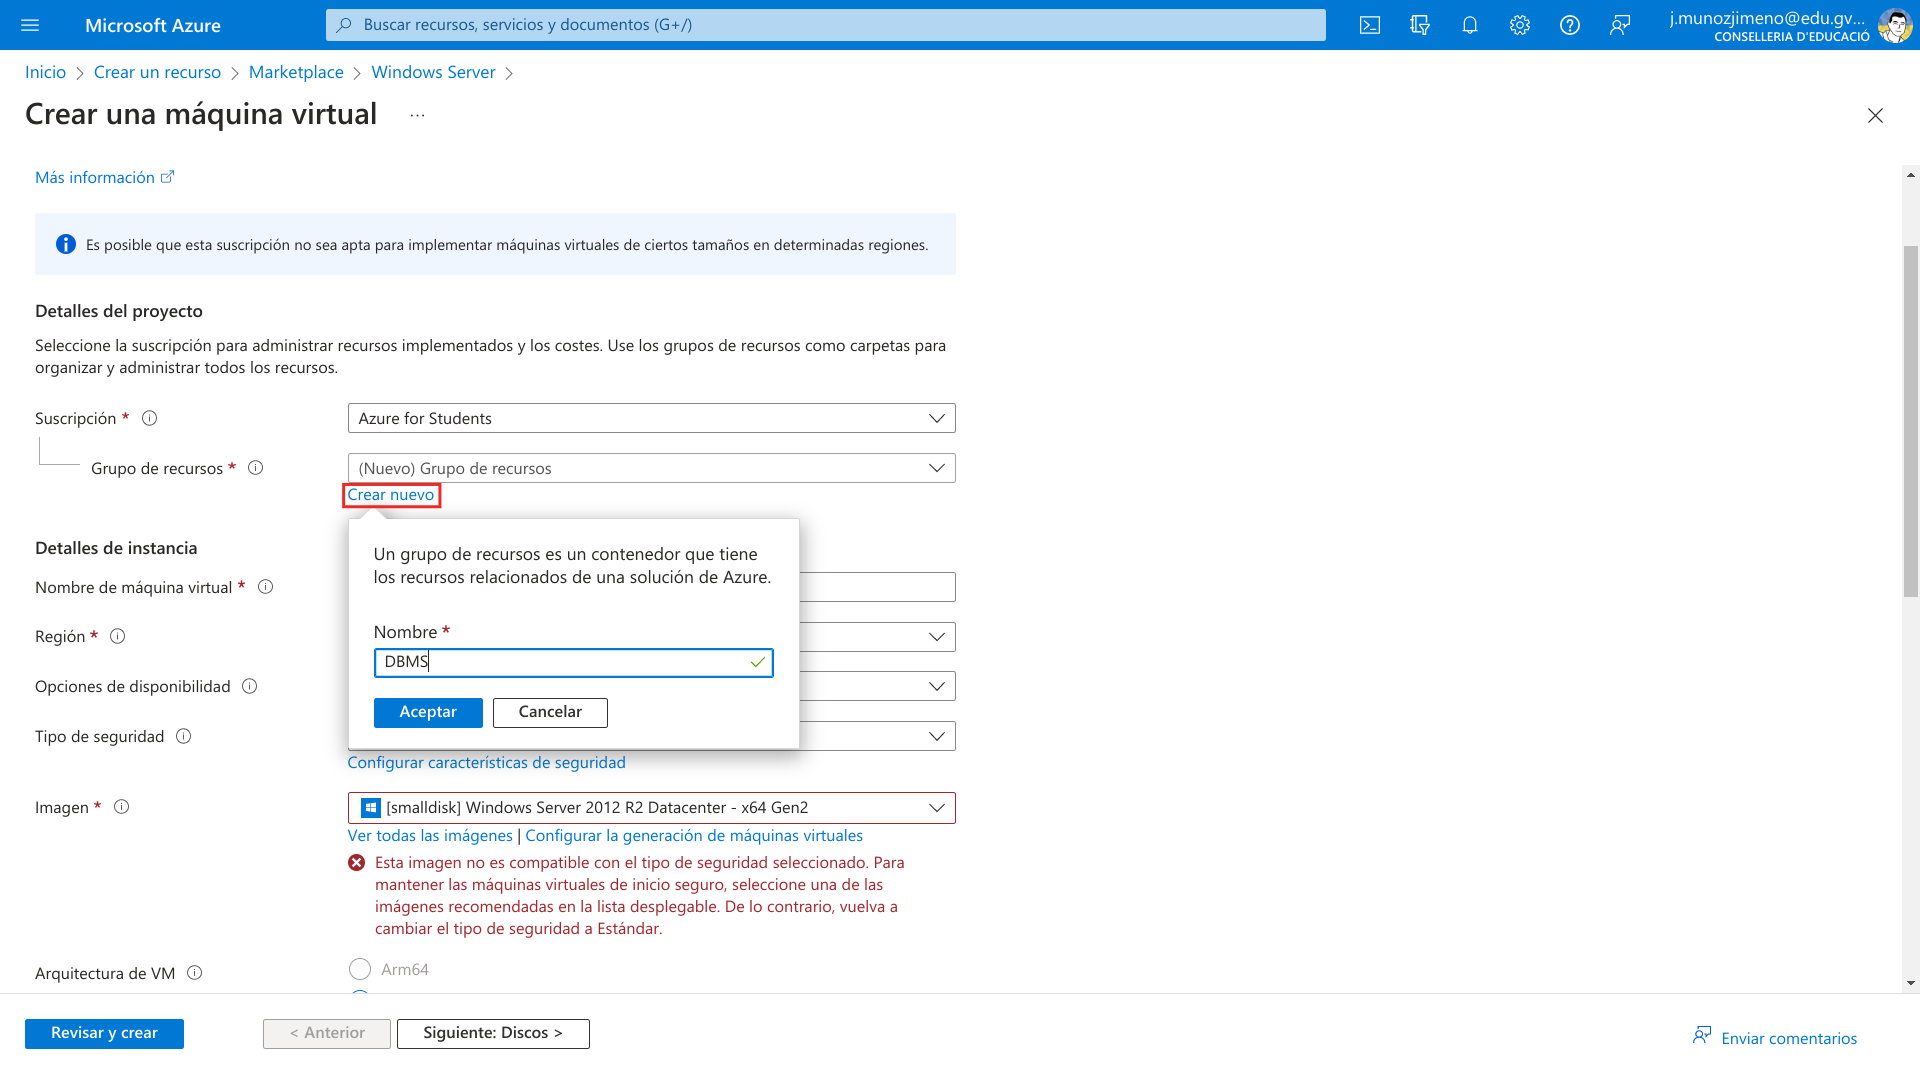 Microsoft Azure
Buscar recursos, servicios y documentos (G+/)
j.munozjimeno@edu.gv...
CONSELLERIA D'EDUCACIÓ
Inicio > Crear un recurso > Marketplace > Windows Server >
Crear una máquina virtual ...
Más información
Es posible que esta suscripción no sea apta para implementar máquinas virtuales de ciertos tamaños en determinadas regiones.
Detalles del proyecto
Seleccione la suscripción para administrar recursos implementados y los costes. Use los grupos de recursos como carpetas para
organizar y administrar todos los recursos.
Suscripción *
Azure for Students
Grupo de recursos *
(Nuevo) Grupo de recursos
Crear nuevo
Un grupo de recursos es un contenedor que tiene
los recursos relacionados de una solución de Azure.
Nombre *
DBMS
Aceptar
Cancelar
Detalles de instancia
Nombre de máquina virtual *
Región *
Opciones de disponibilidad
Tipo de seguridad
Configurar características de seguridad
Imagen *
[smalldisk] Windows Server 2012 R2 Datacenter - x64 Gen2
Ver todas las imágenes | Configurar la generación de máquinas virtuales
Esta imagen no es compatible con el tipo de seguridad seleccionado. Para
mantener las máquinas virtuales de inicio seguro, seleccione una de las
imágenes recomendadas en la lista desplegable. De lo contrario, vuelva a
cambiar el tipo de seguridad a Estándar.
Arquitectura de VM
Arm64
Revisar y crear
< Anterior
Siguiente: Discos >
Enviar comentarios